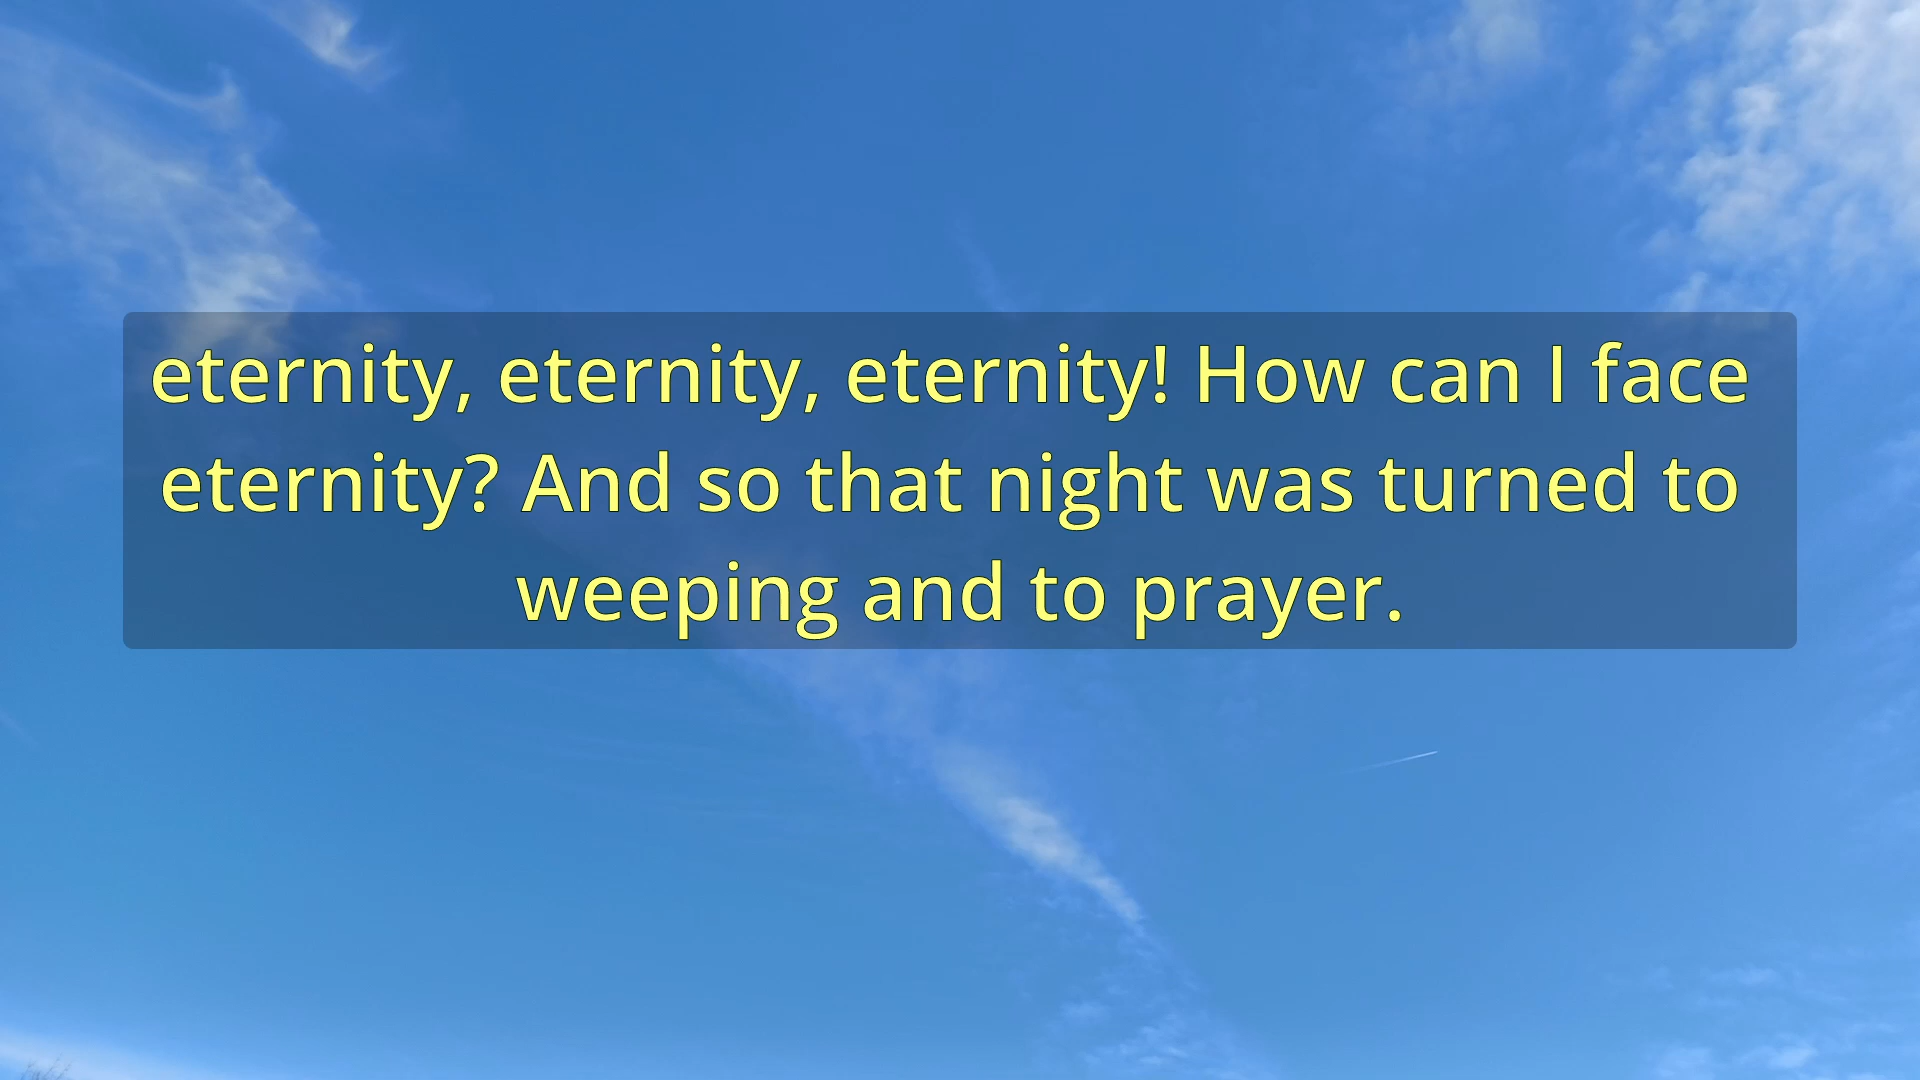 eternity, eternity, eternity! How can I face
eternity? And so that night was turned to
weeping and to prayer.